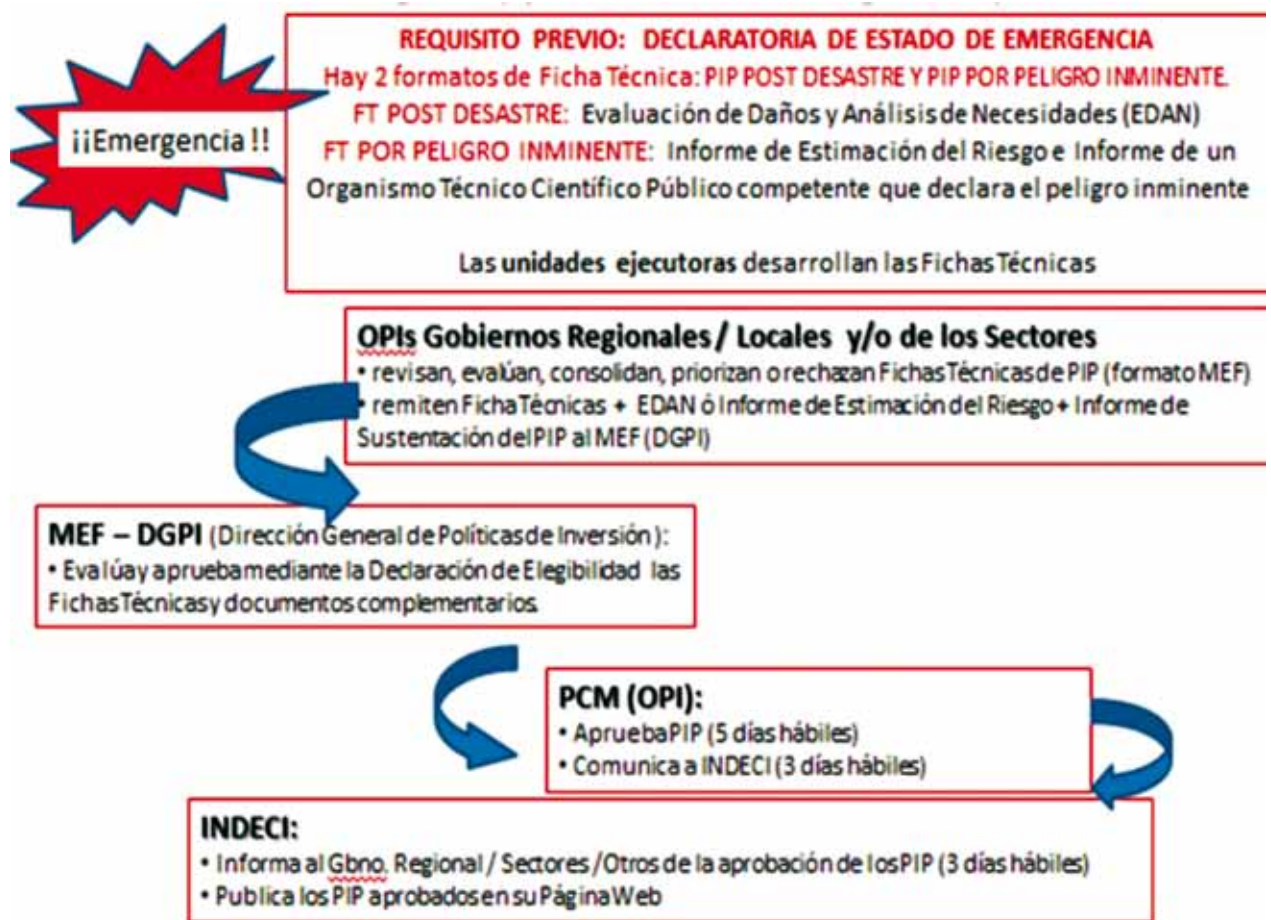 ¡¡Emergencia !!
REQUISITO PREVIO: DECLARATORIA DE ESTADO DE EMERGENCIA
Hay 2 formatos de Ficha Técnica: PIP POST DESASTRE Y PIP POR PELIGRO INMINENTE.
FT POST DESASTRE: Evaluación de Daños y Análisis de Necesidades (EDAN)
FT POR PELIGRO INMINENTE: Informe de Estimación del Riesgo e Informe de un
Organismo Técnico Científico Público competente que declara el peligro inminente
Las unidades ejecutoras desarrollan las Fichas Técnicas
OPIs Gobiernos Regionales / Locales y/o de los Sectores
• revisan, evalúan, consolidan, priorizan o rechazan Fichas Técnicas de PIP (formato MEF)
• remiten Ficha Técnicas + EDAN ó Informe de Estimación del Riesgo + Informe de
Sustentación del PIP al MEF (DGPI)
MEF – DGPI (Dirección General de Políticas de Inversión ):
• Evalúa y aprueba mediante la Declaración de Elegibilidad las
Fichas Técnicas y documentos complementarios.
PCM (OPI):
• Aprueba PIP (5 días hábiles)
• Comunica a INDECI (3 días hábiles)
INDECI:
• Informa al Gbno. Regional / Sectores /Otros de la aprobación de los PIP (3 días hábiles)
• Publica los PIP aprobados en su Página Web